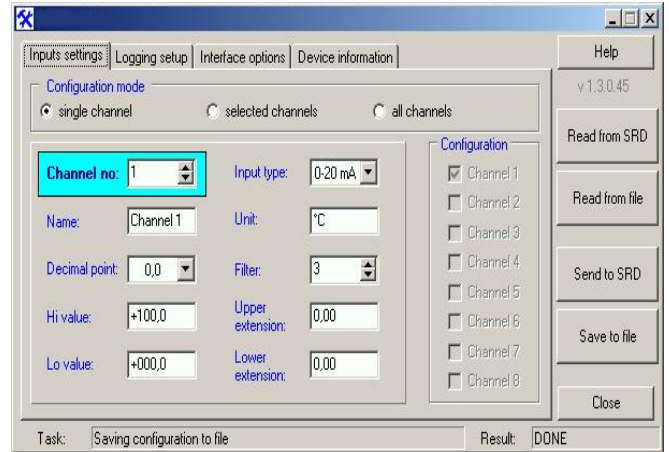 Inputs settings Logging setup Interface options Device information
Help
v 1.3.0.45
Configuration mode
single channel selected channels all channels
Read from SRD
Read from file
Send to SRD
Save to file
Close
Channel no: 1
Input type: 0-20 mA
Name: Channel 1
Unit: °C
Decimal point: 0,0
Filter: 3
Hi value: +100,0
Upper extension: 0,00
Lo value: +000,0
Lower extension: 0,00
Configuration
Channel 1
Channel 2
Channel 3
Channel 4
Channel 5
Channel 6
Channel 7
Channel 8
Task: Saving configuration to file
Result: DONE